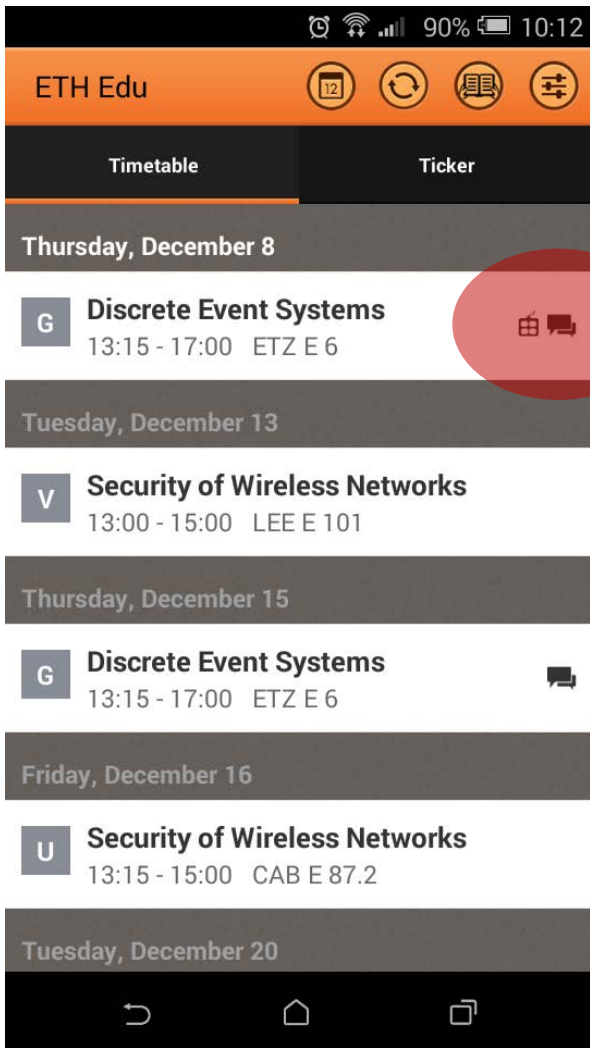 90% 10:12
ETH Edu 12
Timetable Ticker
Thursday, December 8
G Discrete Event Systems
13:15 - 17:00 ETZ E 6
Tuesday, December 13
V Security of Wireless Networks
13:00 - 15:00 LEE E 101
Thursday, December 15
G Discrete Event Systems
13:15 - 17:00 ETZ E 6
Friday, December 16
U Security of Wireless Networks
13:15 - 15:00 CAB E 87.2
Tuesday, December 20